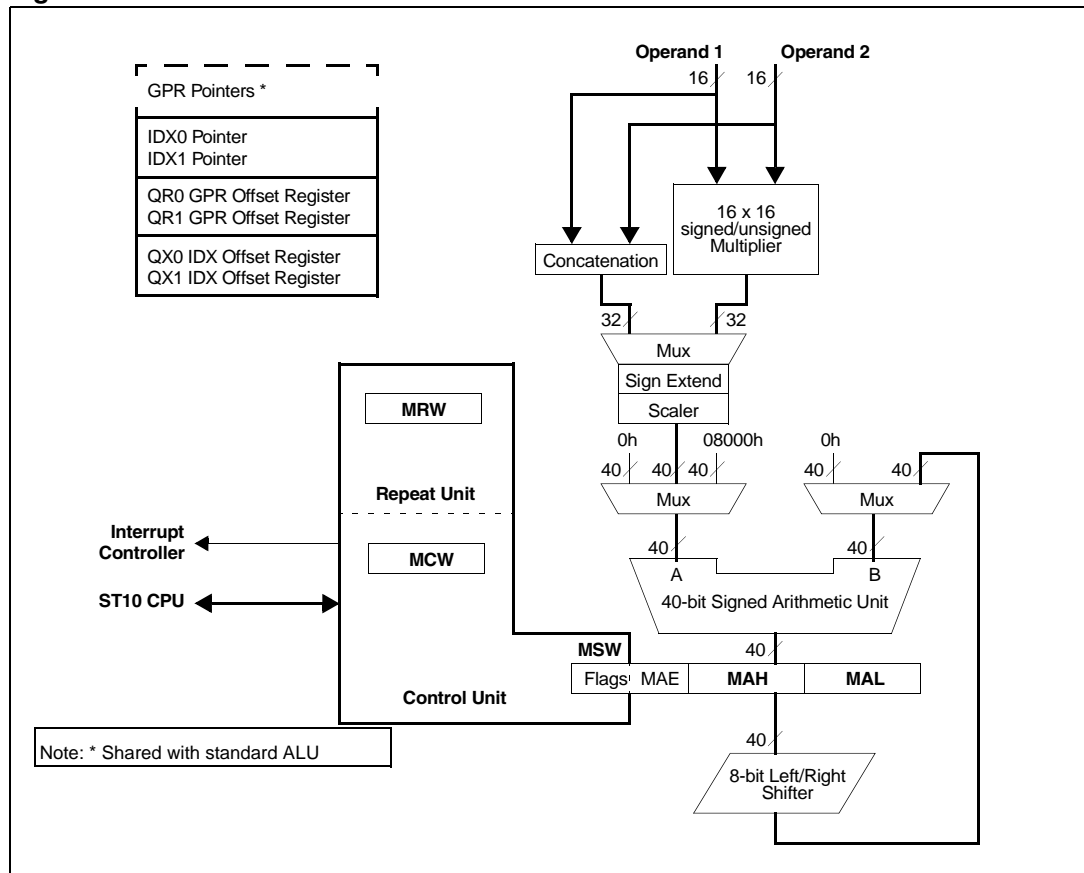 Operand 1
Operand 2
16
16
GPR Pointers *
IDX0 Pointer
IDX1 Pointer
QR0 GPR Offset Register
QR1 GPR Offset Register
QX0 IDX Offset Register
QX1 IDX Offset Register
16 x 16
signed/unsigned
Multiplier
Concatenation
32
32
Mux
Sign Extend
Scaler
MRW
0h
08000h
0h
40
40
40
40
40
Repeat Unit
Mux
Mux
Interrupt
Controller
MCW
40
40
A
B
ST10 CPU
40-bit Signed Arithmetic Unit
MSW
40
Flags
MAE
MAH
MAL
Control Unit
40
Note: * Shared with standard ALU
8-bit Left/Right
Shifter